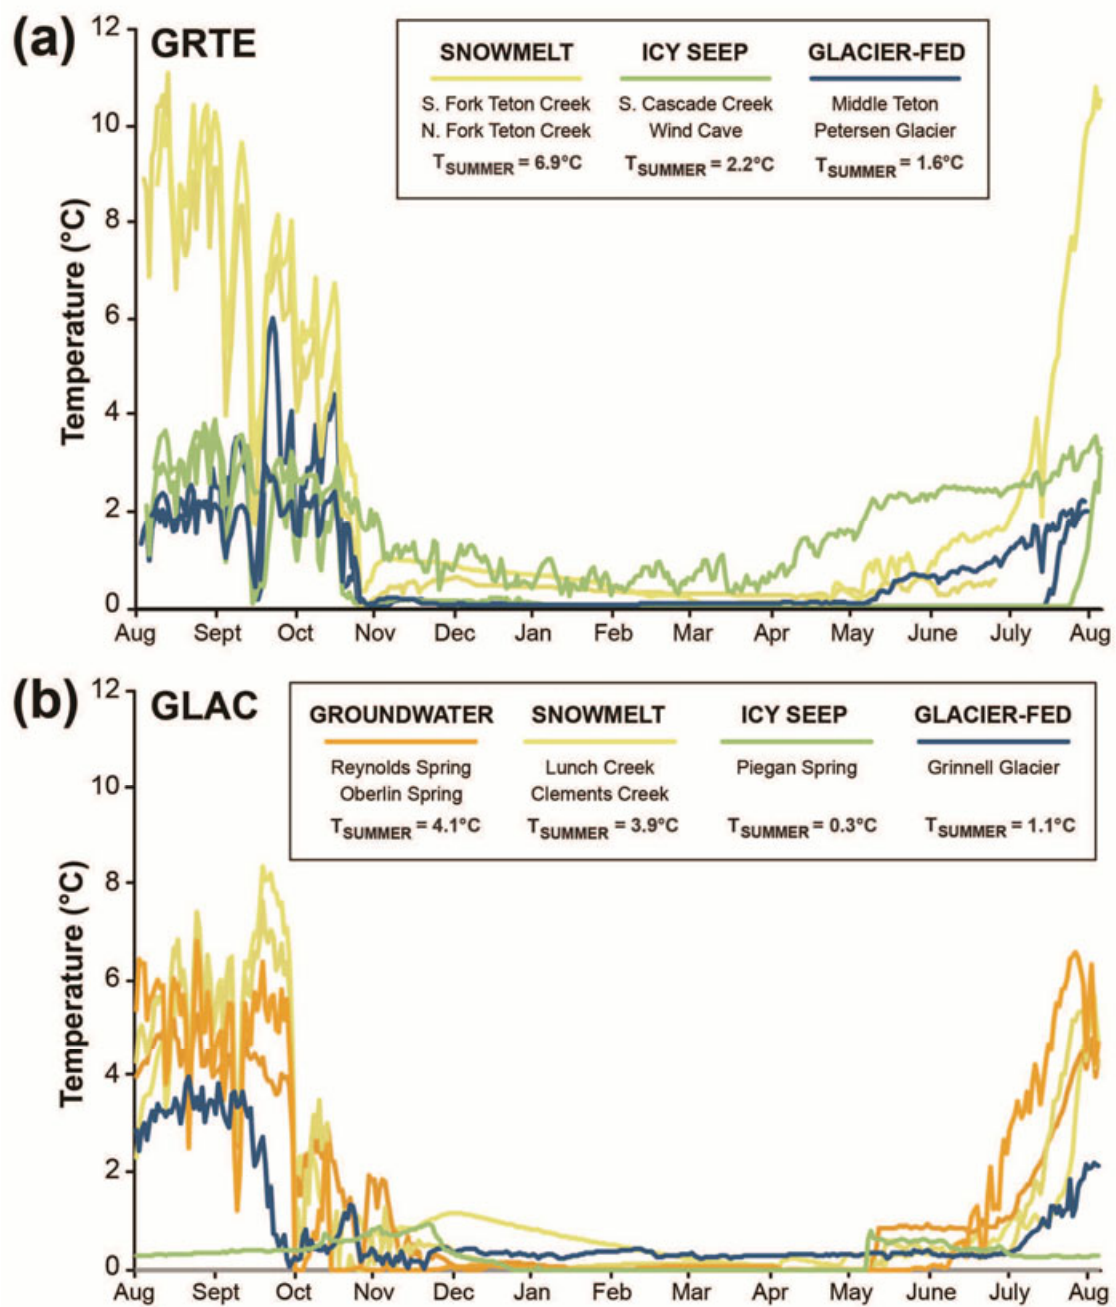 (a) GRTE
SNOWMELT ICY SEEP GLACIER-FED
S. Fork Teton Creek S. Cascade Creek Middle Teton
N. Fork Teton Creek Wind Cave Petersen Glacier
TSUMMER = 6.9°C TSUMMER = 2.2°C TSUMMER = 1.6°C
Temperature (°C)
12
10
8
6
4
2
0
Aug Sept Oct Nov Dec Jan Feb Mar Apr May June July Aug
(b) GLAC
GROUNDWATER SNOWMELT ICY SEEP GLACIER-FED
Reynolds Spring Lunch Creek Piegan Spring Grinnell Glacier
Oberlin Spring Clements Creek
TSUMMER = 4.1°C TSUMMER = 3.9°C TSUMMER = 0.3°C TSUMMER = 1.1°C
Temperature (°C)
12
10
8
6
4
2
0
Aug Sept Oct Nov Dec Jan Feb Mar Apr May June July Aug